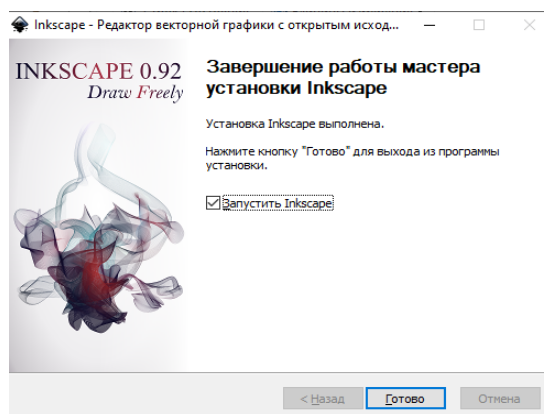 Inkscape - Редактор векторной графики с открытым исход...
INKSCAPE 0.92
Draw Freely
Завершение работы мастера
установки Inkscape
Установка Inkscape выполнена.
Нажмите кнопку "Готово" для выхода из программы
установки.
Запустить Inkscape
< Назад
Готово
Отмена